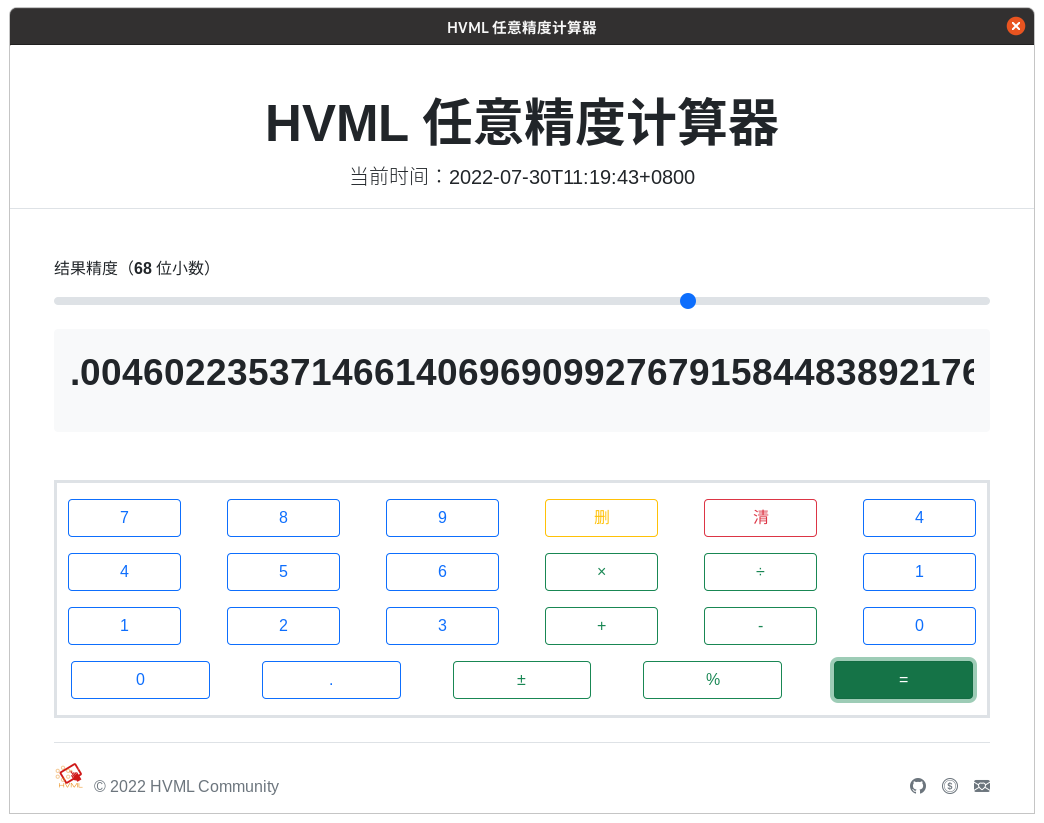 HVML 任意精度计算器
HVML 任意精度计算器
当前时间：2022-07-30T11:19:43+0800
结果精度（68 位小数）
.0046022353714661406969099276791584483892176
7 8 9 删 清 4
4 5 6 × ÷ 1
1 2 3 + - 0
0 . ± % =
HVML © 2022 HVML Community